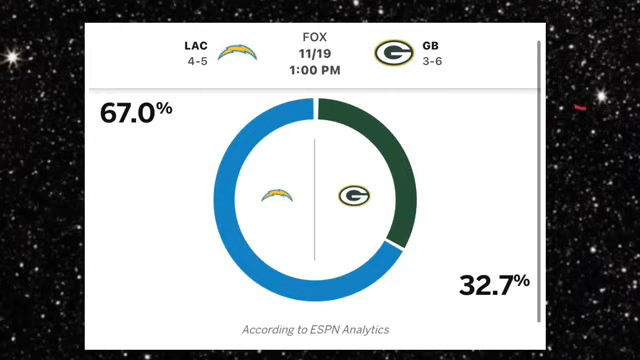 LAC
4-5
FOX
11/19
1:00 PM
GB
3-6
67.0%
G
G
32.7%
According to ESPN Analytics